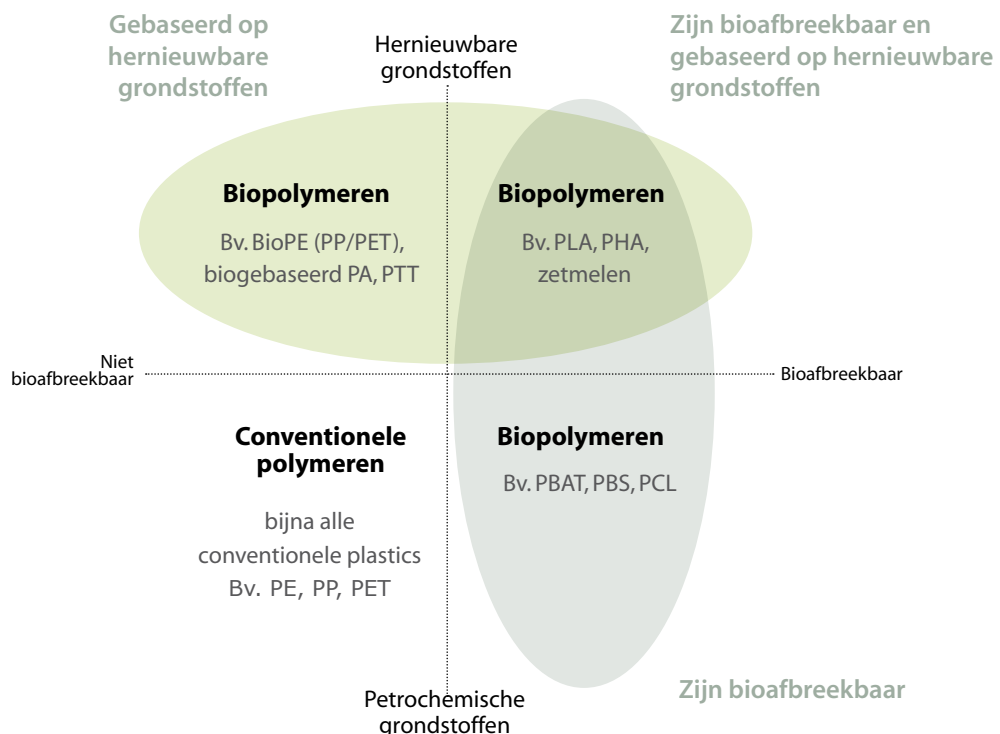 Gebaseerd op
hernieuwbare
grondstoffen
Hernieuwbare
grondstoffen
Zijn bioafbreekbaar en
gebaseerd op hernieuwbare
grondstoffen
Biopolymeren
Bv. BioPE (PP/PET),
biogebaseerd PA, PTT
Biopolymeren
Bv. PLA, PHA,
zetmelen
Niet
bioafbreekbaar
Bioafbreekbaar
Conventionele
polymeren
bijna alle
conventionele plastics
Bv. PE, PP, PET
Biopolymeren
Bv. PBAT, PBS, PCL
Zijn bioafbreekbaar
Petrochemische
grondstoffen